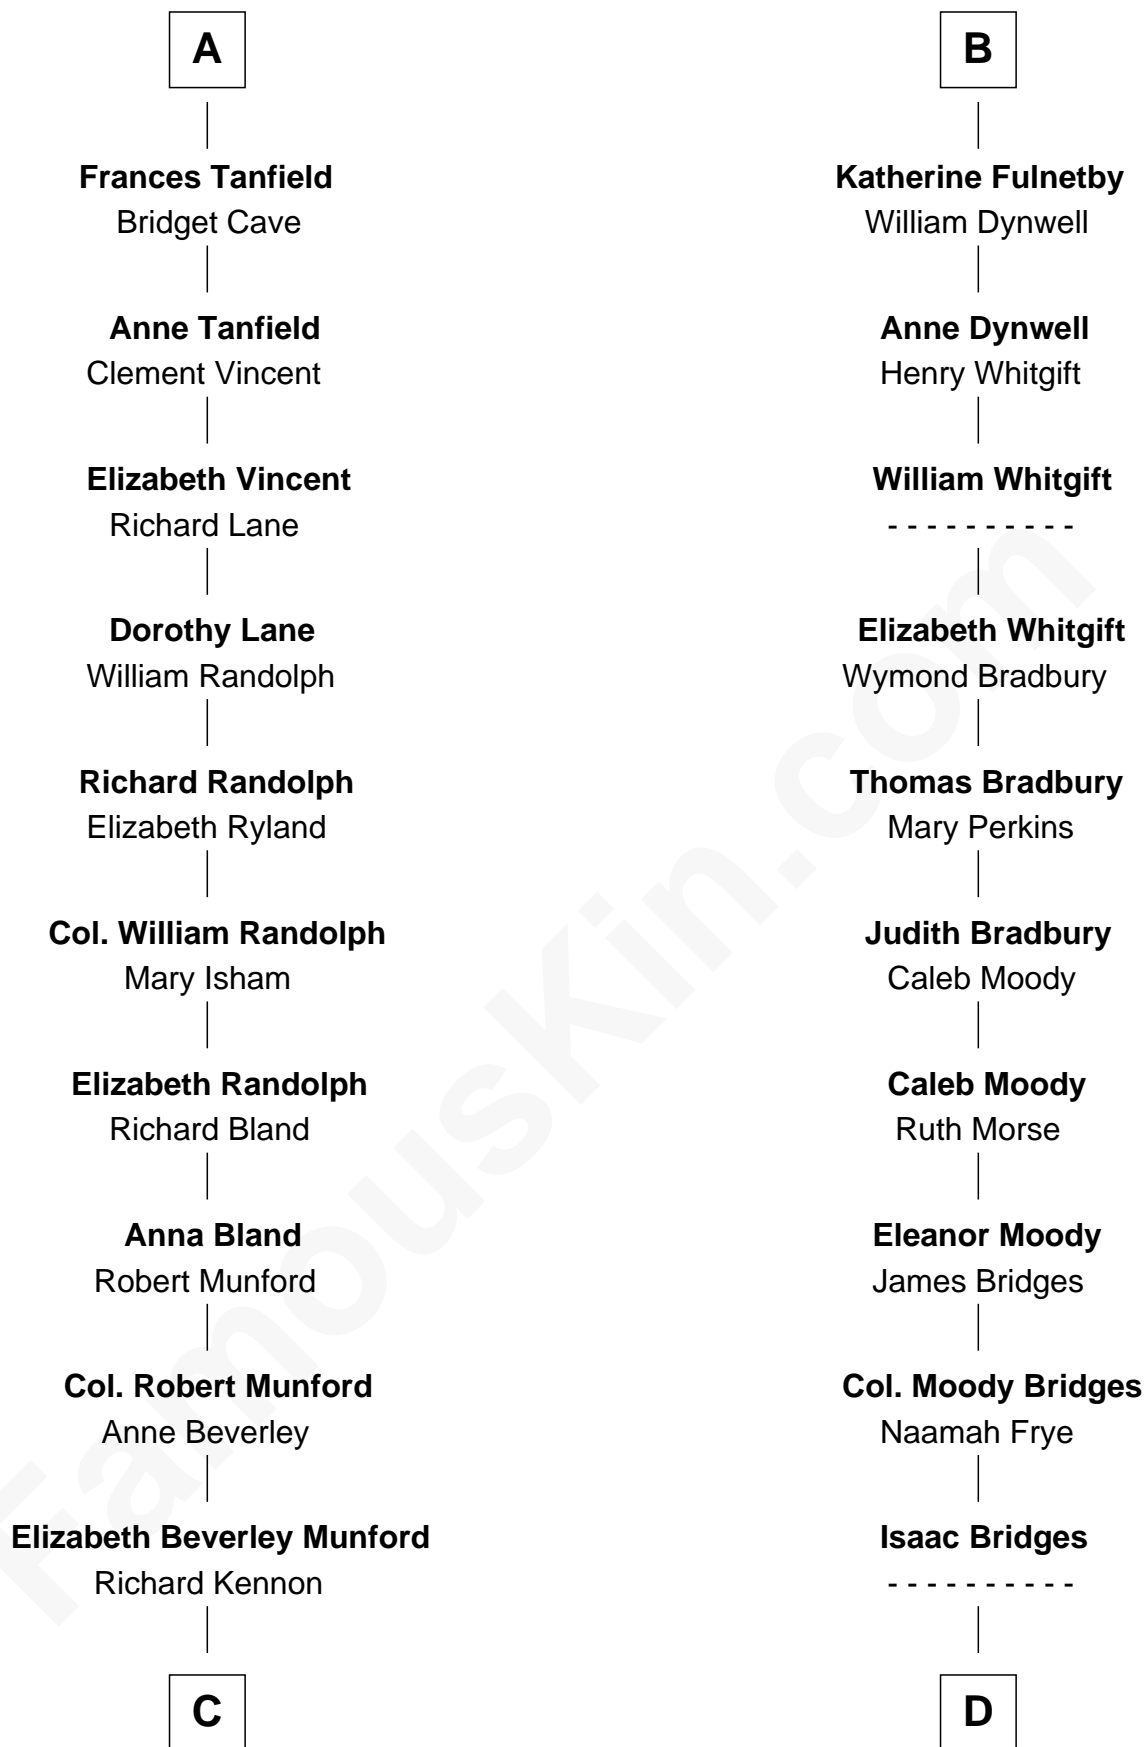 A
Frances Tanfield
Bridget Cave
Anne Tanfield
Clement Vincent
Elizabeth Vincent
Richard Lane
Dorothy Lane
William Randolph
Richard Randolph
Elizabeth Ryland
Col. William Randolph
Mary Isham
Elizabeth Randolph
Richard Bland
Anna Bland
Robert Munford
Col. Robert Munford
Anne Beverley
Elizabeth Beverley Munford
Richard Kennon
C
B
Katherine Fulnetby
William Dynwell
Anne Dynwell
Henry Whitgift
William Whitgift
- - - - - - - - - -
Elizabeth Whitgift
Wymond Bradbury
Thomas Bradbury
Mary Perkins
Judith Bradbury
Caleb Moody
Caleb Moody
Ruth Morse
Eleanor Moody
James Bridges
Col. Moody Bridges
Naamah Frye
Isaac Bridges
- - - - - - - - - -
D
FamousKin.com